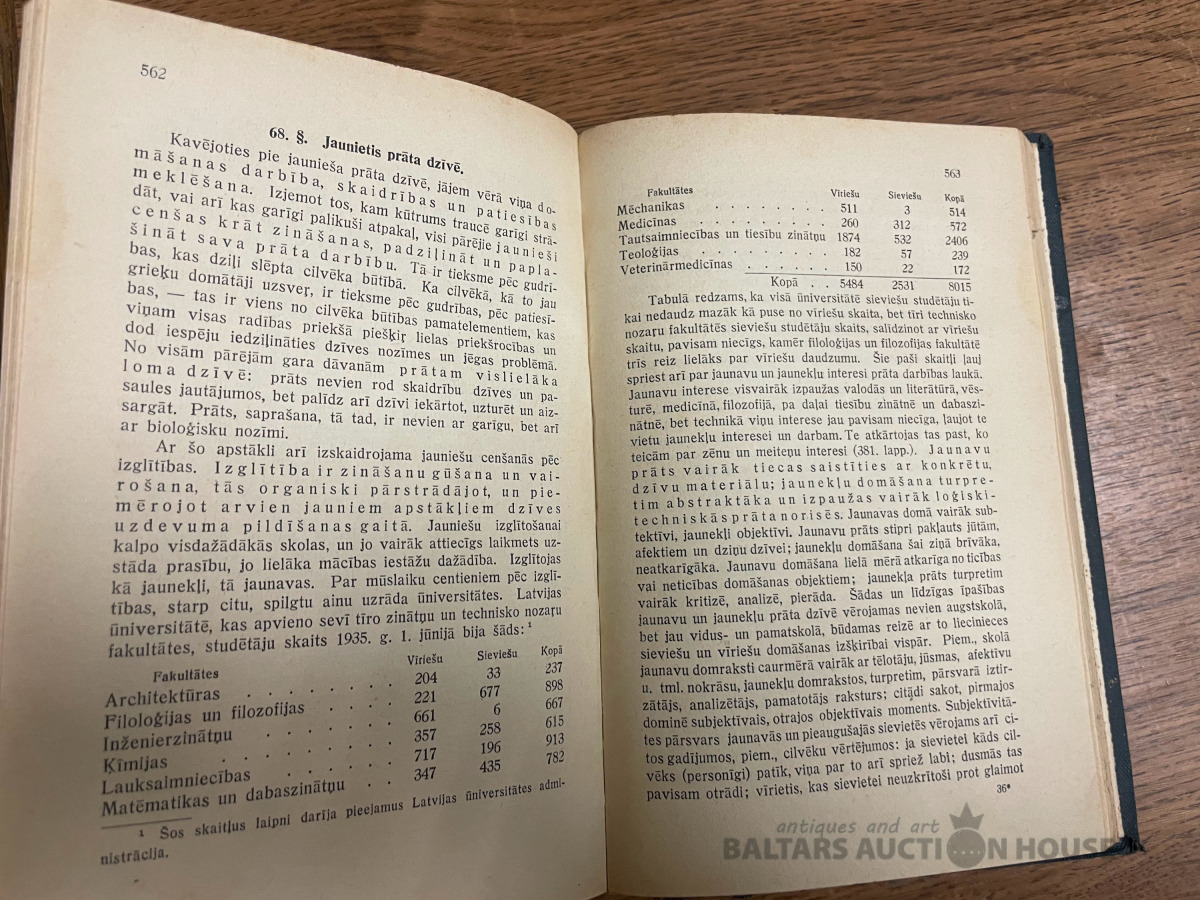 562
68. §. Jaunietis prāta dzīvē.
Kavējoties pie jaunieša prāta dzīvē, jājem vērā viņa do-
māšanas darbība, skaidrības un patiesības
meklēšana. Izjemot tos, kam kūtrums traucē garīgi strā-
dāt, vai arī kas garīgi palikuši atpakaļ, visi pārējie jaunieši
cenšas krāt zināšanas, padziļināt un papla-
šināt sava prāta darbību. Tā ir tieksme pēc gudrī-
bas, kas dziļi slēpta cilvēka būtībā. Ka cilvēkā, kā to jau
grieķu domātāji uzsveŗ, ir tieksme pēc gudrības, pēc patiesī-
bas, — tas ir viens no cilvēka būtības pamatelementiem, kas
viņam visas radības priekšā piešķiŗ lielas priekšrocības un
dod iespēju iedziļināties dzīves nozīmes un jēgas problēmā.
No visām pārējām gara dāvanām prātam vislielāka
loma dzīvē: prāts nevien rod skaidrību dzīves un pa-
saules jautājumos, bet palīdz arī dzīvi iekārtot, uzturēt un aiz-
sargāt. Prāts, saprašana, tā tad, ir nevien ar garīgu, bet arī
ar bioloģisku nozīmi.
Ar šo apstākli arī izskaidrojama jauniešu cenšanās pēc
izglītības. Izglītība ir zināšanu gūšana un vai-
rošana, tās organiski pārstrādājot, un pie-
mērojot arvien jauniem apstākļiem dzīves
uzdevuma pildīšanas gaitā. Jauniešu izglītošanai
kalpo visdažādākās skolas, un jo vairāk attiecīgs laikmets uz-
stāda prasību, jo lielāka mācības iestāžu dažādība. Izglītojas
kā jaunekļi, tā jaunavas. Par mūslaiku centieniem pēc izglī-
tības, starp citu, spilgtu ainu uzrāda ūniversitātes. Latvijas
ūniversitātē, kas apvieno sevī tīro zinātņu un technisko nozaŗu
fakultātes, studētāju skaits 1935. g. 1. jūnijā bija šāds: ¹
Fakultātes Vīriešu Sieviešu Kopā
Architektūras . . . . . . . . 204 33 237
Filoloģijas un filozofijas . . . . 221 677 898
Inženierzinātņu . . . . . . . 661 6 667
Ķīmijas . . . . . . . . . 357 258 615
Lauksaimniecības . . . . . . 717 196 913
Matēmatikas un dabaszinātņu . . 347 435 782
¹ Šos skaitļus laipni darīja pieejamus Latvijas ūniversitātes admi-
nistrācija.
563
Fakultātes Vīriešu Sieviešu Kopā
Mēchanikas . . . . . . . . 511 3 514
Medicīnas . . . . . . . . 260 312 572
Tautsaimniecības un tiesību zinātņu 1874 532 2406
Teoloģijas . . . . . . . . 182 57 239
Veterinārmedicīnas . . . . . . 150 22 172
Kopā . . 5484 2531 8015
Tabulā redzams, ka visā ūniversitātē sieviešu studētāju ti-
kai nedaudz mazāk kā puse no vīriešu skaita, bet tīri technisko
nozaŗu fakultātēs sieviešu studētāju skaits, salīdzinot ar vīriešu
skaitu, pavisam niecīgs, kamēr filoloģijas un filozofijas fakultātē
trīs reiz lielāks par vīriešu daudzumu. Šie paši skaitļi ļauj
spriest arī par jaunavu un jaunekļu interesi prāta darbības laukā.
Jaunavu interese visvairāk izpaužas valodās un literātūrā, vēs-
turē, medicīnā, filozofijā, pa daļai tiesību zinātnē un dabaszi-
nātnē, bet technikā viņu interese jau pavisam niecīga, ļaujot te
vietu jaunekļu interesei un darbam. Te atkārtojas tas past, ko
teicām par zēnu un meiteņu interesi (381. lapp.). Jaunavu
prāts vairāk tiecas saistīties ar konkrētu,
dzīvu materiālu; jaunekļu domāšana turpre-
tim abstraktāka un izpaužas vairāk loģiski-
techniskās prāta norisēs. Jaunavas domā vairāk sub-
tektīvi, jaunekļi objektīvi. Jaunavu prāts stipri pakļauts jūtām,
afektiem un dziņu dzīvei; jaunekļu domāšana šai ziņā brīvāka,
neatkarīgāka. Jaunavu domāšana lielā mērā atkarīga no ticības
vai neticības domāšanas objektiem; jaunekļa prāts turpretim
vairāk kritizē, analizē, pierāda. Šādas un līdzīgas īpašības
jaunavu un jaunekļu prāta dzīvē vērojamas nevien augstskolā,
bet jau vidus- un pamatskolā, būdamas reizē ar to liecinieces
sieviešu un vīriešu domāšanas izšķirībai vispār. Piem., skolā
jaunavu domraksti caurmērā vairāk ar tēlotāju, jūsmas, afektīvu
u. tml. nokrāsu, jaunekļu domrakstos, turpretim, pārsvarā iztir-
zātājs, analizētājs, pamatotājs raksturs; citādi sakot, pirmajos
dominē subjektīvais, otrajos objektīvais moments. Subjektīvitā-
tes pārsvars jaunavās un pieaugušajās sievietēs vērojams arī ci-
tos gadījumos, piem., cilvēku vērtējumos: ja sievietei kāds cil-
vēks (personīgi) patīk, viņa par to arī spriež labi; dusmās tas
pavisam otrādi; vīrietis, kas sievietei neuzkrītoši prot glaimot
36*
antiques and art
BALTARS AUCTION HOUSE